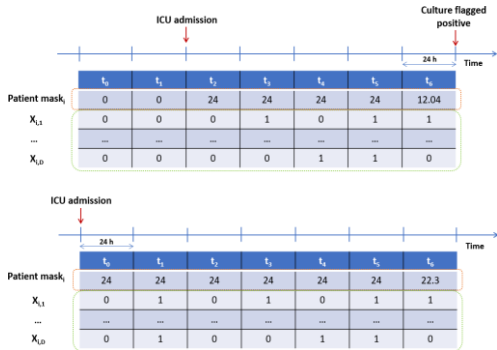 Culture flagged
positive
ICU admission
24 h
Time
t0 t1 t2 t3 t4 t5 t6
Patient maski 0 0 24 24 24 24 12.04
Xi,1 0 0 0 1 0 1 1
... ... ... ... ... ... ... ...
Xi,D 0 0 0 0 1 1 0
ICU admission
24 h
Time
t0 t1 t2 t3 t4 t5 t6
Patient maski 24 24 24 24 24 24 22.3
Xi,1 0 1 0 1 0 1 1
... ... ... ... ... ... ... ...
Xi,D 0 1 0 0 1 1 0